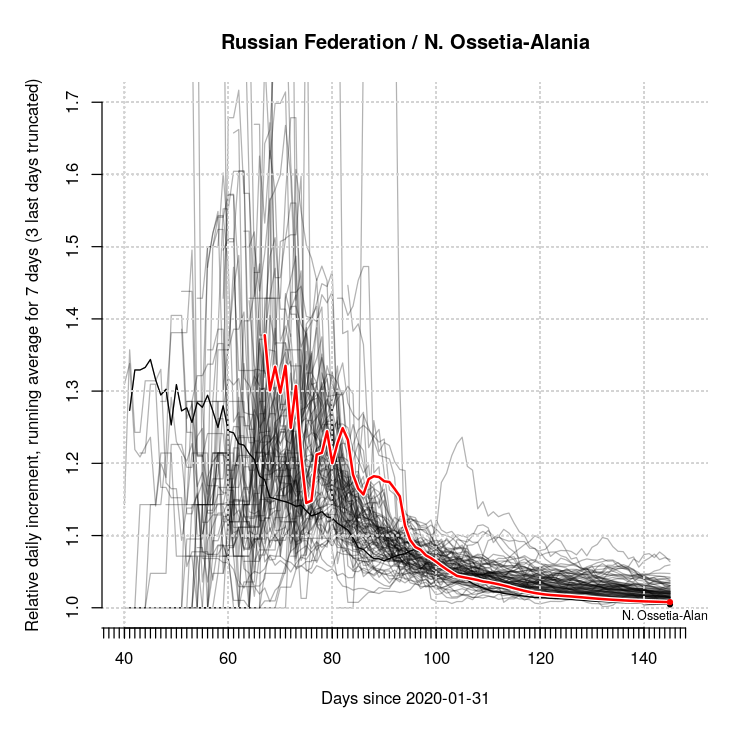 Russian Federation / N. Ossetia-Alania
Relative daily increment, running average for 7 days (3 last days truncated)
1.7
1.6
1.5
1.4
1.3
1.2
1.1
1.0
N. Ossetia-Alan
40 60 80 100 120 140
Days since 2020-01-31